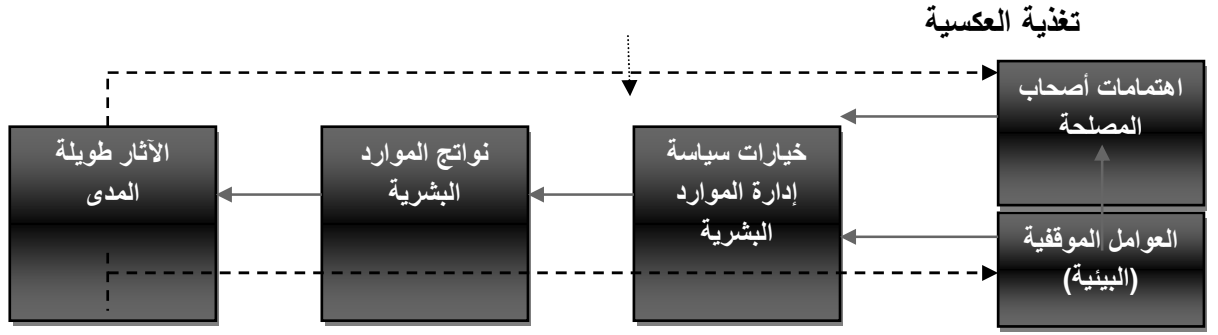 تغذية العكسية
اهتمامات أصحاب
المصلحة
العوامل الموقفية
(البيئية)
خيارات سياسة
إدارة الموارد
البشرية
نواتج الموارد
البشرية
الآثار طويلة
المدى